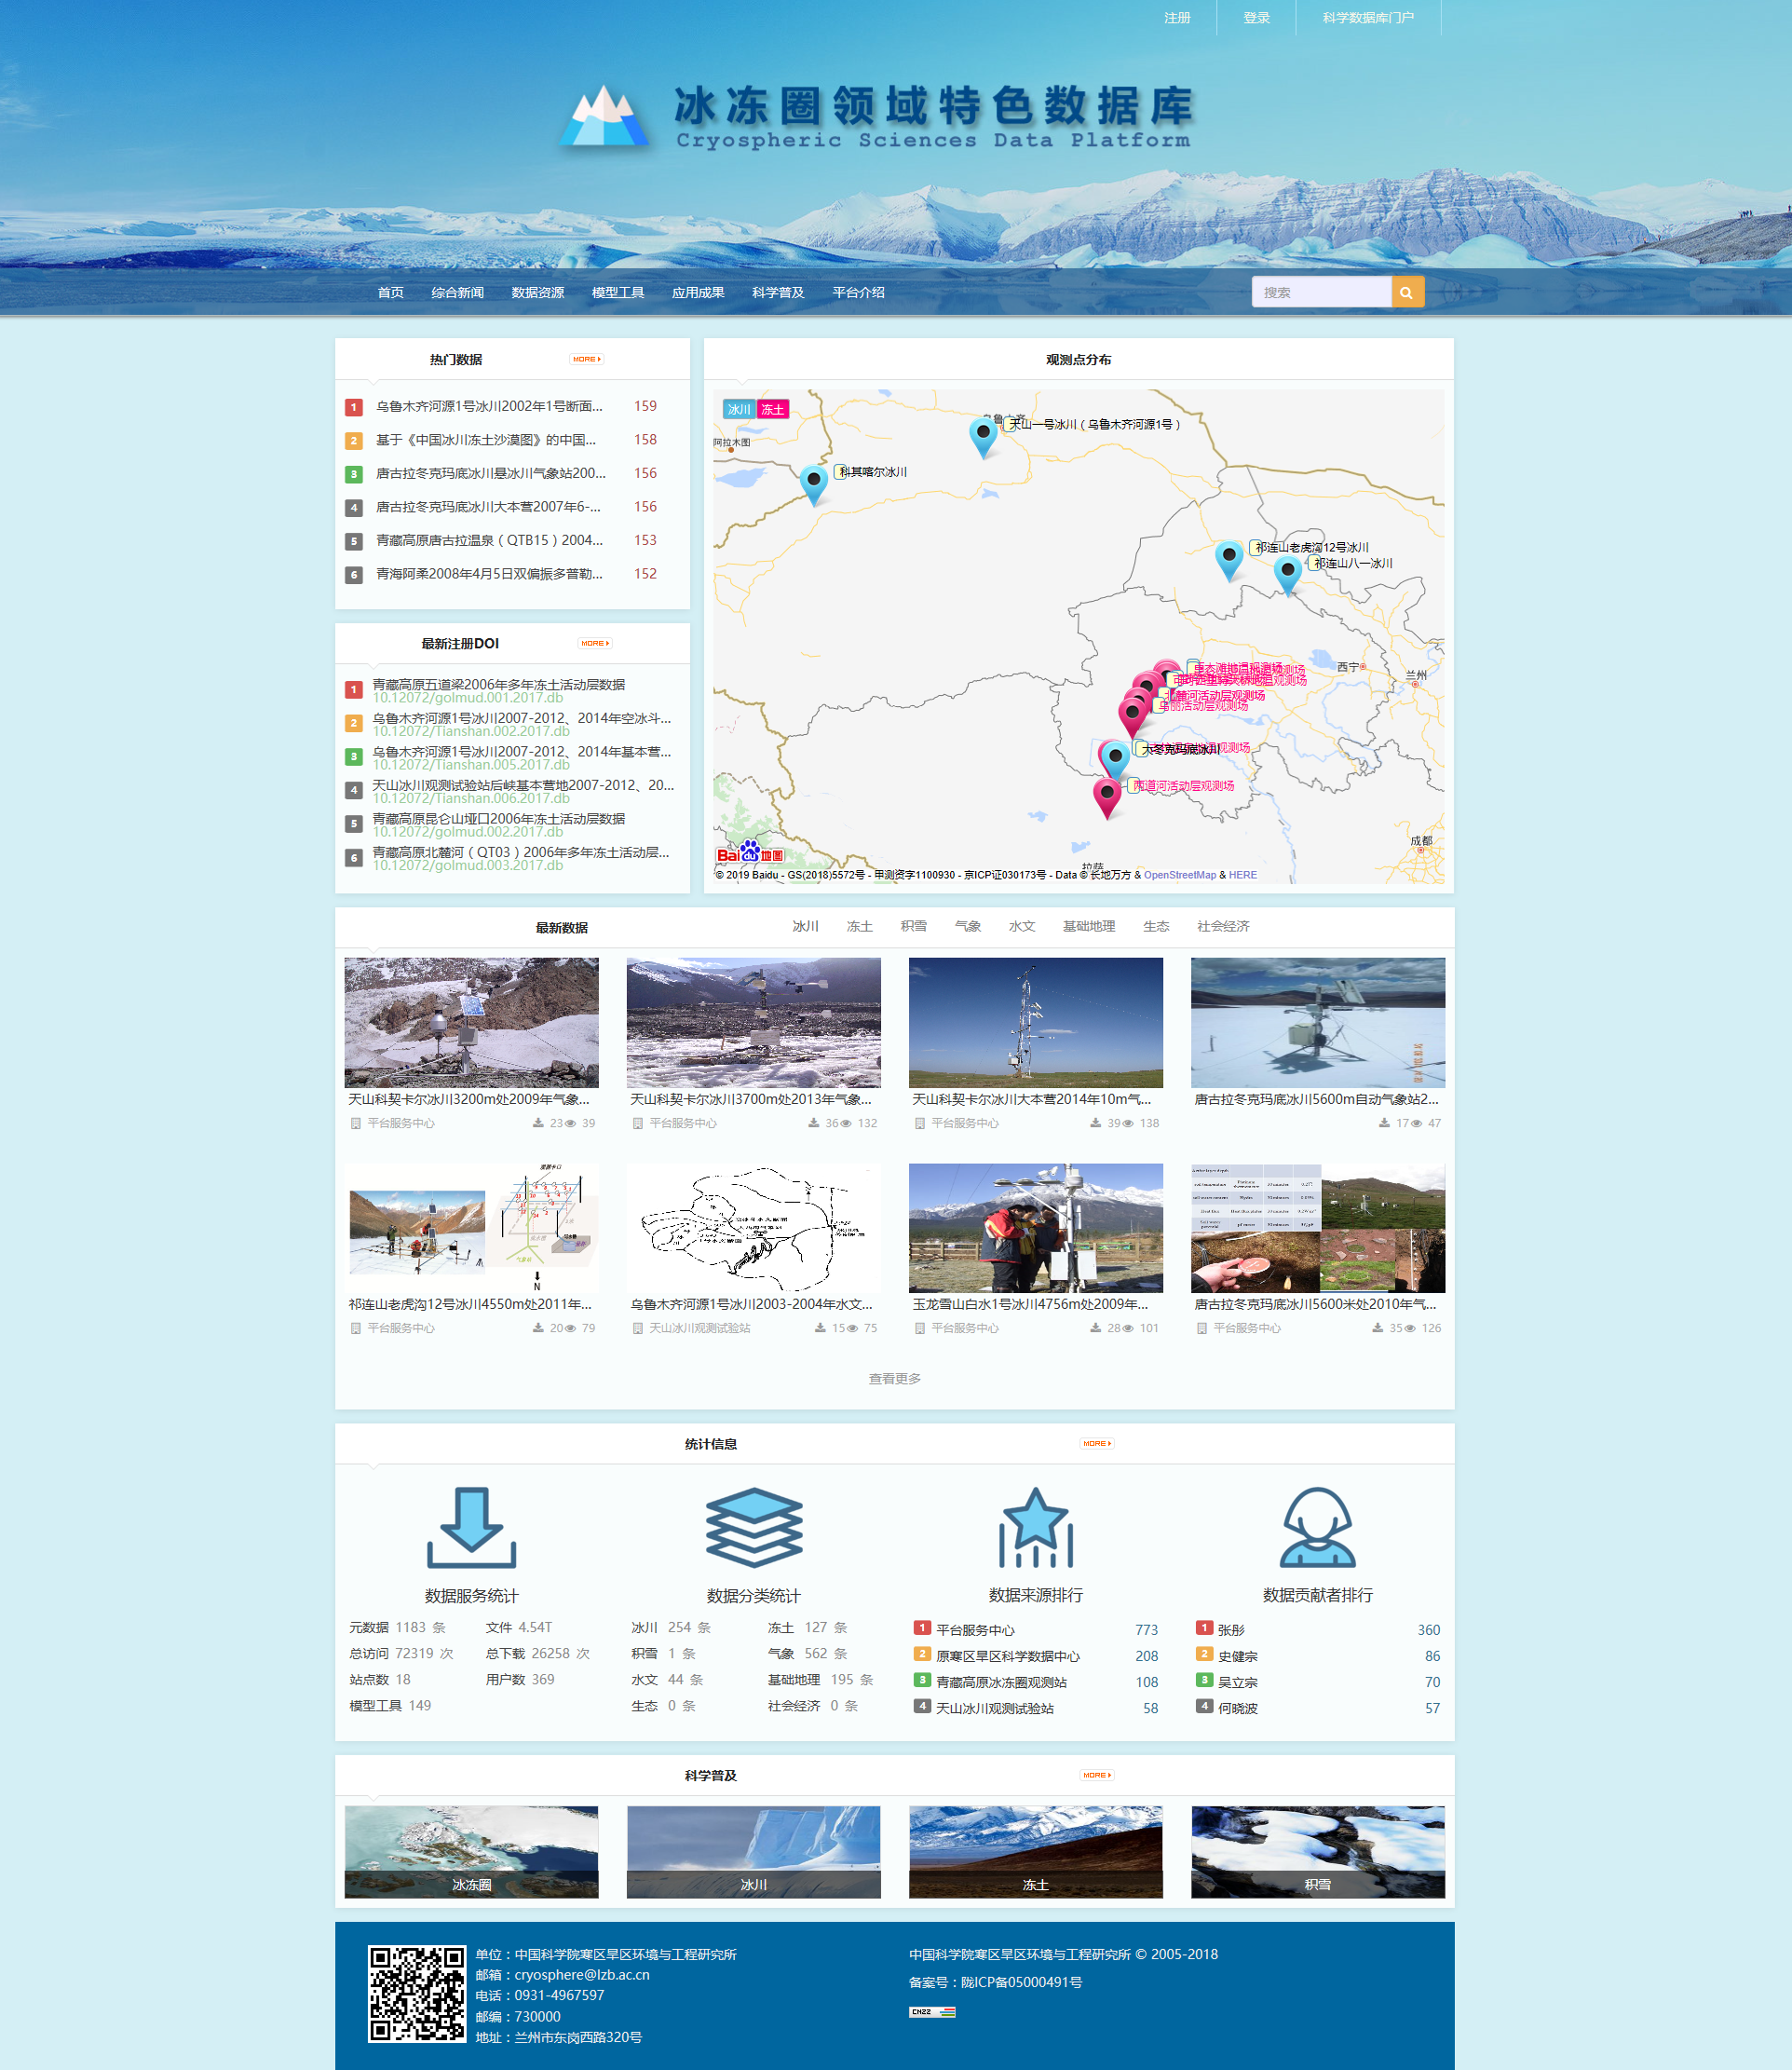 注册
登录
科学数据库门户
冰冻圈领域特色数据库
Cryospheric Sciences Data Platform
首页
综合新闻
数据资源
模型工具
应用成果
科学普及
平台介绍
搜索
热门数据
MORE
1 乌鲁木齐河源1号冰川2002年1号断面... 159
2 基于《中国冰川冻土沙漠图》的中国... 158
3 唐古拉冬克玛底冰川悬冰川气象站200... 156
4 唐古拉冬克玛底冰川大本营2007年6-... 156
5 青藏高原唐古拉温泉（QTB15）2004... 153
6 青海阿柔2008年4月5日双偏振多普勒... 152
最新注册DOI
MORE
1 青藏高原五道梁2006年多年冻土活动层数据
10.12072/golmud.001.2017.db
2 乌鲁木齐河源1号冰川2007-2012、2014年空冰斗...
10.12072/Tianshan.002.2017.db
3 乌鲁木齐河源1号冰川2007-2012、2014年基本营...
10.12072/Tianshan.005.2017.db
4 天山冰川观测试验站后峡基本营地2007-2012、20...
10.12072/Tianshan.006.2017.db
5 青藏高原昆仑山垭口2006年冻土活动层数据
10.12072/golmud.002.2017.db
6 青藏高原北麓河（QT03）2006年多年冻土活动层...
10.12072/golmud.003.2017.db
观测点分布
冰川
冻土
天山一号冰川（乌鲁木齐河源1号）
阿拉木图
科其喀尔冰川
祁连山老虎沟12号冰川
祁连山八一冰川
西宁
兰州
北麓河活动层观测场
乌丽活动层观测场
大冬克玛底冰川
两道河活动层观测场
成都
拉萨
Bai du 地图
© 2019 Baidu - GS(2018)5572号 - 甲测资字1100930 - 京ICP证030173号 - Data © 长地万方 & OpenStreetMap & HERE
最新数据
冰川
冻土
积雪
气象
水文
基础地理
生态
社会经济
天山科契卡尔冰川3200m处2009年气象...
平台服务中心 23 39
天山科契卡尔冰川3700m处2013年气象...
平台服务中心 36 132
天山科契卡尔冰川大本营2014年10m气...
平台服务中心 39 138
唐古拉冬克玛底冰川5600m自动气象站2...
17 47
N
祁连山老虎沟12号冰川4550m处2011年...
平台服务中心 20 79
乌鲁木齐河源1号冰川2003-2004年水文...
天山冰川观测试验站 15 75
玉龙雪山白水1号冰川4756m处2009年...
平台服务中心 28 101
唐古拉冬克玛底冰川5600米处2010年气...
平台服务中心 35 126
查看更多
统计信息
MORE
数据服务统计
元数据 1183 条
文件 4.54T
总访问 72319 次
总下载 26258 次
站点数 18
用户数 369
模型工具 149
数据分类统计
冰川 254 条
冻土 127 条
积雪 1 条
气象 562 条
水文 44 条
基础地理 195 条
生态 0 条
社会经济 0 条
数据来源排行
1 平台服务中心 773
2 原寒区旱区科学数据中心 208
3 青藏高原冰冻圈观测站 108
4 天山冰川观测试验站 58
数据贡献者排行
1 张彤 360
2 史健宗 86
3 吴立宗 70
4 何晓波 57
科学普及
MORE
冰冻圈
冰川
冻土
积雪
单位：中国科学院寒区旱区环境与工程研究所
邮箱：cryosphere@lzb.ac.cn
电话：0931-4967597
邮编：730000
地址：兰州市东岗西路320号
中国科学院寒区旱区环境与工程研究所 © 2005-2018
备案号：陇ICP备05000491号
CNZZ